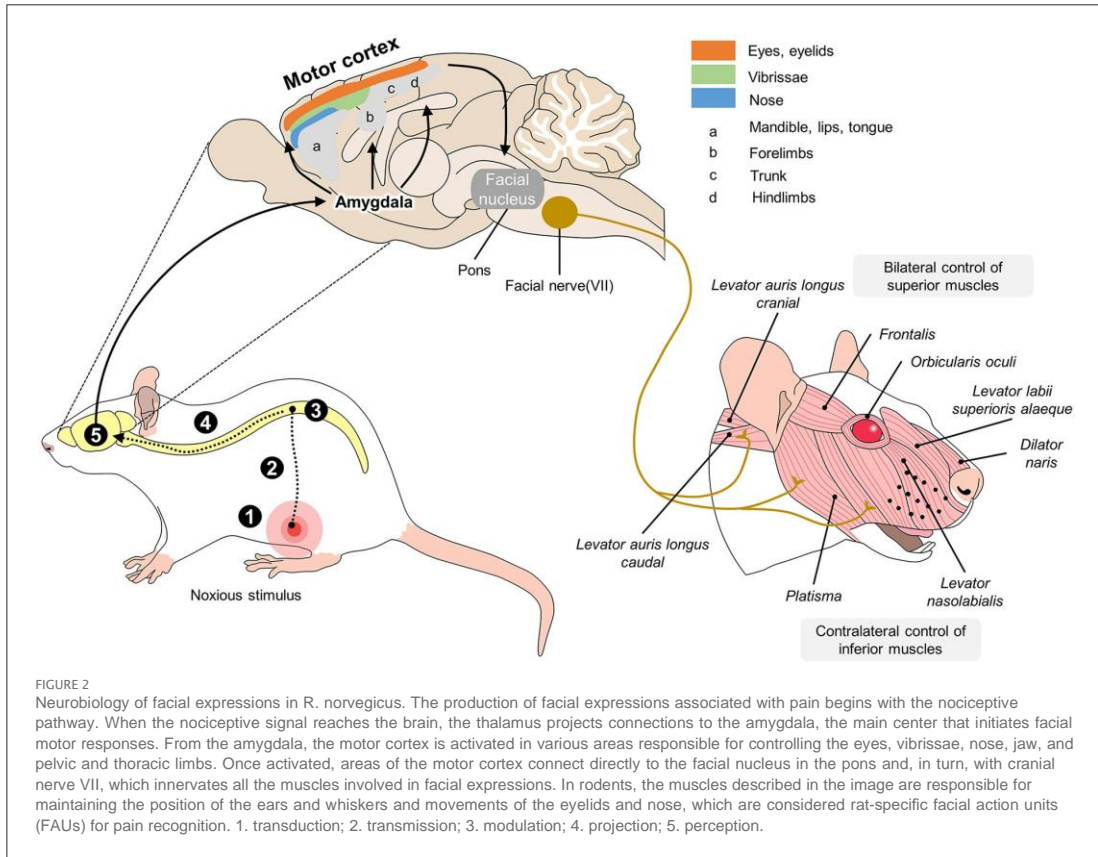 Motor cortex
a
b
c
d
Amygdala
Facial
nucleus
Pons
Facial nerve(VII)
Eyes, eyelids
Vibrissae
Nose
a Mandible, lips, tongue
b Forelimbs
c Trunk
d Hindlimbs
Bilateral control of
superior muscles
Levator auris longus
cranial
Frontalis
Orbicularis oculi
Levator labii
superioris alaeque
Dilator
naris
Levator auris longus
caudal
Platisma
Levator
nasolabialis
Contralateral control of
inferior muscles
5
4
3
2
1
Noxious stimulus
FIGURE 2
Neurobiology of facial expressions in R. norvegicus. The production of facial expressions associated with pain begins with the nociceptive
pathway. When the nociceptive signal reaches the brain, the thalamus projects connections to the amygdala, the main center that initiates facial
motor responses. From the amygdala, the motor cortex is activated in various areas responsible for controlling the eyes, vibrissae, nose, jaw, and
pelvic and thoracic limbs. Once activated, areas of the motor cortex connect directly to the facial nucleus in the pons and, in turn, with cranial
nerve VII, which innervates all the muscles involved in facial expressions. In rodents, the muscles described in the image are responsible for
maintaining the position of the ears and whiskers and movements of the eyelids and nose, which are considered rat-specific facial action units
(FAUs) for pain recognition. 1. transduction; 2. transmission; 3. modulation; 4. projection; 5. perception.